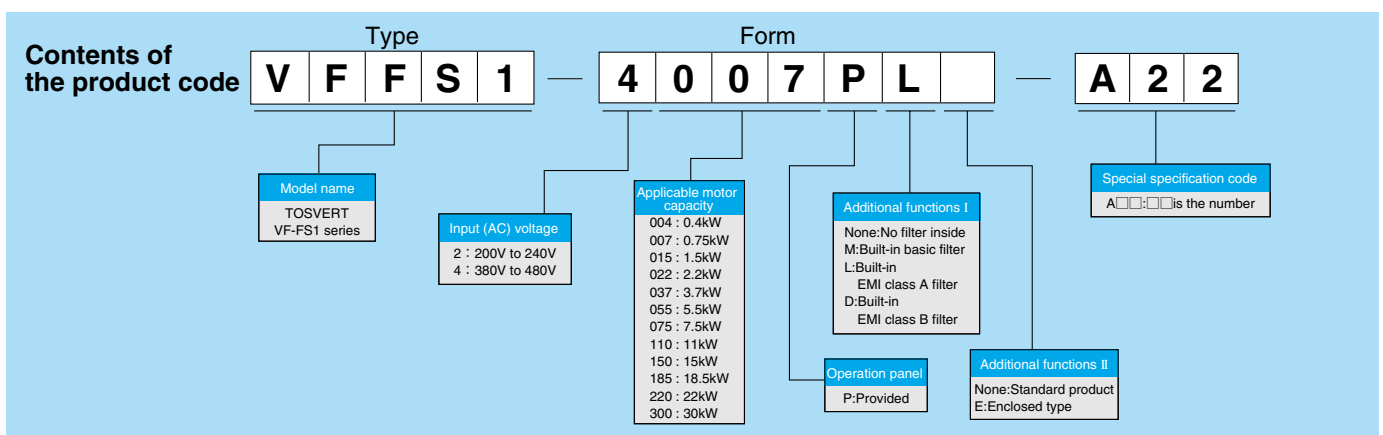 Contents of
the product code
Type
Form
V F F S 1 — 4 0 0 7 P L — A 2 2
Model name
TOSVERT
VF-FS1 series
Input (AC) voltage
2 : 200V to 240V
4 : 380V to 480V
Applicable motor
capacity
004 : 0.4kW
007 : 0.75kW
015 : 1.5kW
022 : 2.2kW
037 : 3.7kW
055 : 5.5kW
075 : 7.5kW
110 : 11kW
150 : 15kW
185 : 18.5kW
220 : 22kW
300 : 30kW
Operation panel
P:Provided
Additional functions I
None:No filter inside
M:Built-in basic filter
L:Built-in
EMI class A filter
D:Built-in
EMI class B filter
Additional functions II
None:Standard product
E:Enclosed type
Special specification code
A□□:□□is the number